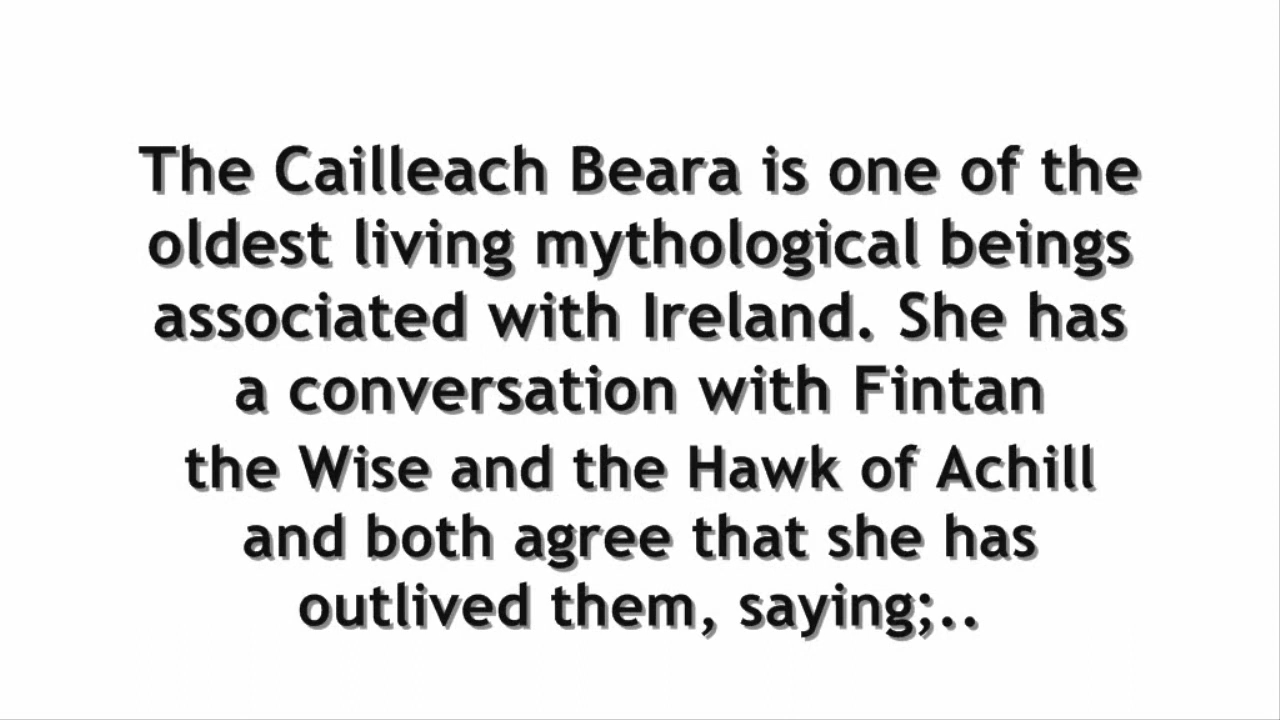 The Cailleach Beara is one of the
oldest living mythological beings
associated with Ireland. She has
a conversation with Fintan
the Wise and the Hawk of Achill
and both agree that she has
outlived them, saying;..